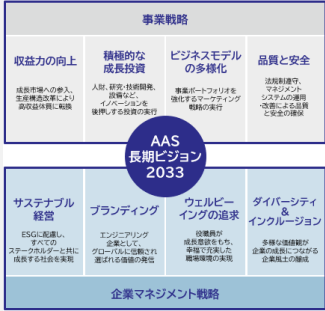 事業戦略
収益力の向上
成長市場への参入、
生産構造改革により
高収益体質に転換
積極的な
成長投資
人財、研究・技術開発、
設備など、
イノベーションを
後押しする投資の実行
ビジネスモデル
の多様化
事業ポートフォリオを
強化するマーケティング
戦略の実行
品質と安全
法規制遵守、
マネジメント
システムの運用
・改善による品質
と安全の確保
AAS
長期ビジョン
2033
サステナブル
経営
ESGに配慮し、
すべての
ステークホルダーと共に
成長する社会を実現
ブランディング
エンジニアリング
企業として、
グローバルに信頼され
選ばれる価値の発信
ウェルビー
イングの追求
役職員が
成長意欲をもち、
幸福で充実した
職場環境の実現
ダイバーシティ
&
インクルージョン
多様な価値観が
企業の成長につながる
企業風土の醸成
企業マネジメント戦略